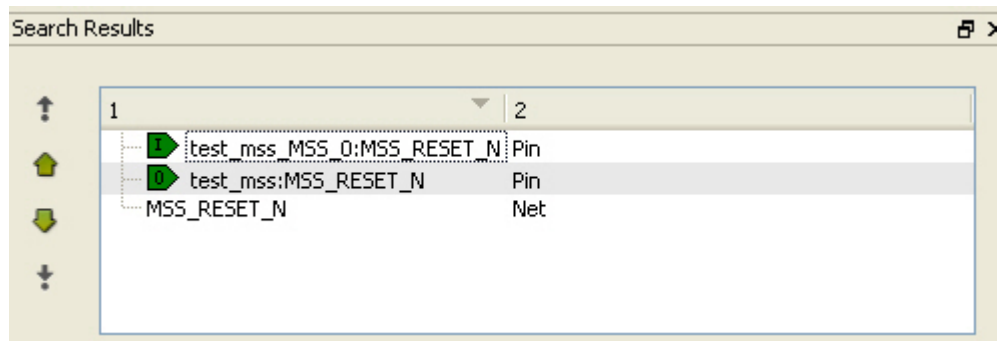 Search Results
1 2
I test_mss_MSS_0:MSS_RESET_N Pin
O test_mss:MSS_RESET_N Pin
MSS_RESET_N Net